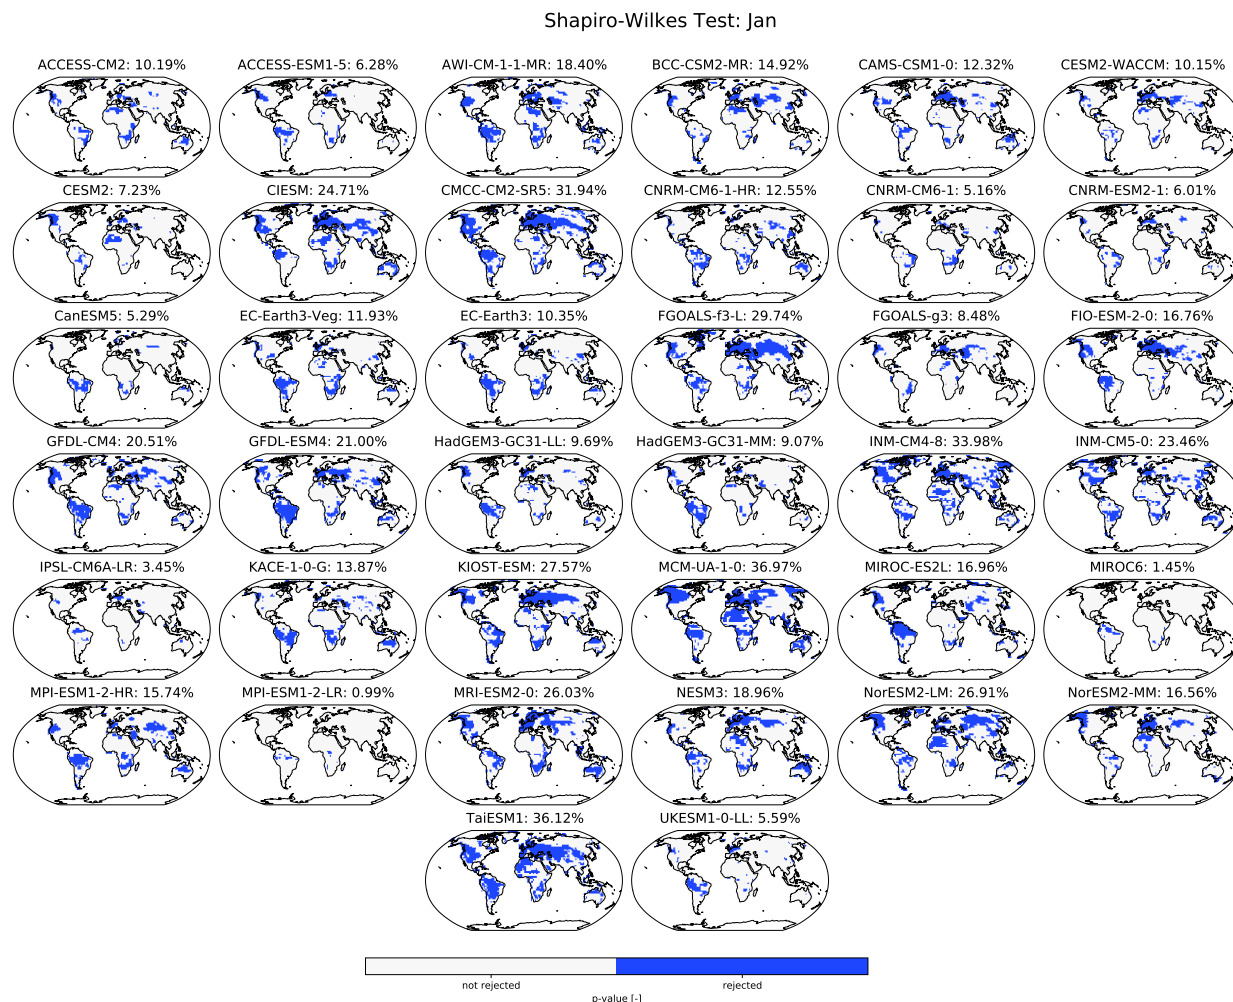 Shapiro-Wilkes Test: Jan
ACCESS-CM2: 10.19%
ACCESS-ESM1-5: 6.28%
AWI-CM-1-1-MR: 18.40%
BCC-CSM2-MR: 14.92%
CAMS-CSM1-0: 12.32%
CESM2-WACCM: 10.15%
CESM2: 7.23%
CIESM: 24.71%
CMCC-CM2-SR5: 31.94%
CNRM-CM6-1-HR: 12.55%
CNRM-CM6-1: 5.16%
CNRM-ESM2-1: 6.01%
CanESM5: 5.29%
EC-Earth3-Veg: 11.93%
EC-Earth3: 10.35%
FGOALS-f3-L: 29.74%
FGOALS-g3: 8.48%
FIO-ESM-2-0: 16.76%
GFDL-CM4: 20.51%
GFDL-ESM4: 21.00%
HadGEM3-GC31-LL: 9.69%
HadGEM3-GC31-MM: 9.07%
INM-CM4-8: 33.98%
INM-CM5-0: 23.46%
IPSL-CM6A-LR: 3.45%
KACE-1-0-G: 13.87%
KIOST-ESM: 27.57%
MCM-UA-1-0: 36.97%
MIROC-ES2L: 16.96%
MIROC6: 1.45%
MPI-ESM1-2-HR: 15.74%
MPI-ESM1-2-LR: 0.99%
MRI-ESM2-0: 26.03%
NESM3: 18.96%
NorESM2-LM: 26.91%
NorESM2-MM: 16.56%
TaiESM1: 36.12%
UKESM1-0-LL: 5.59%
not rejected
rejected
p-value [-]